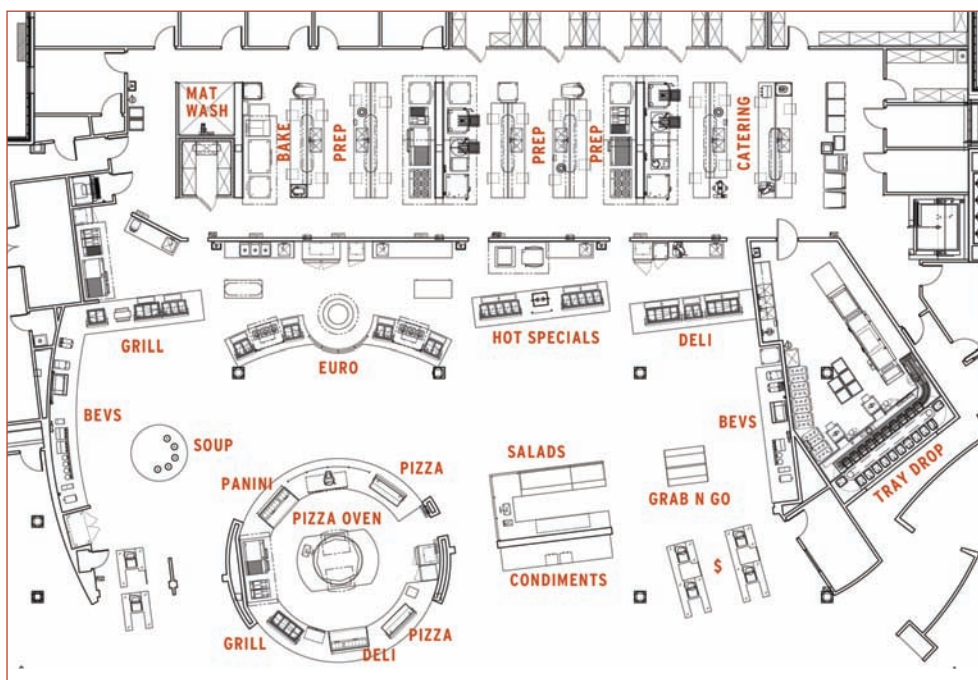 MAT
WASH
BAKE
PREP
PREP
PREP
CATERING
GRILL
EURO
HOT SPECIALS
DELI
BEVS
BEVS
SOUP
SALADS
GRAB N GO
TRAY DROP
PANINI
PIZZA
PIZZA OVEN
CONDIMENTS
$
GRILL
DELI
PIZZA